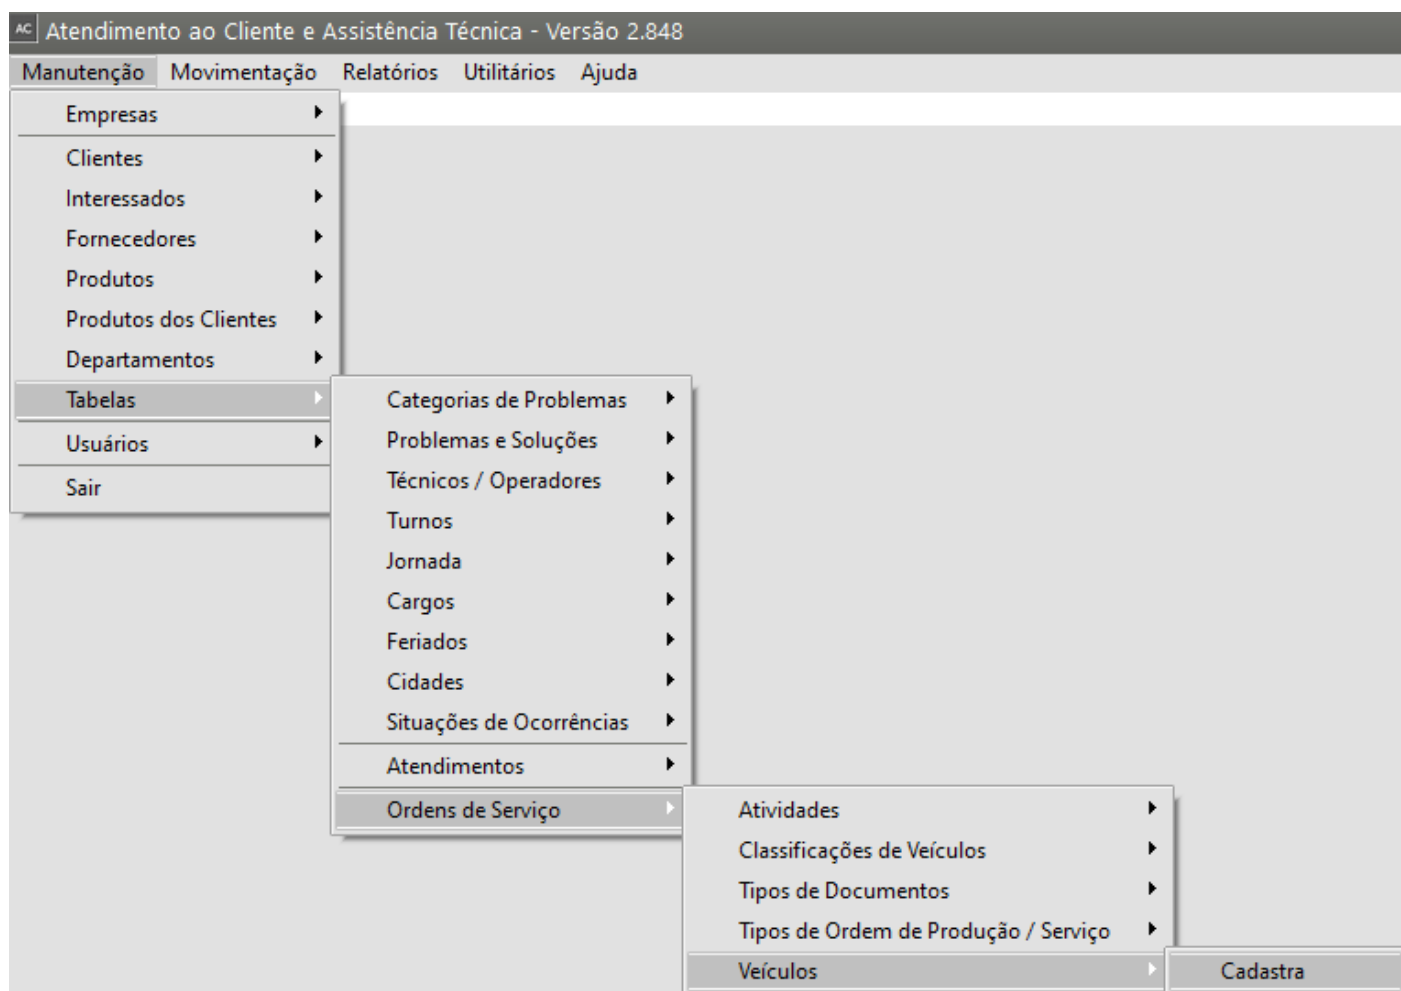 AC Atendimento ao Cliente e Assistência Técnica - Versão 2.848
Manutenção Movimentação Relatórios Utilitários Ajuda
Empresas
Clientes
Interessados
Fornecedores
Produtos
Produtos dos Clientes
Departamentos
Tabelas
Usuários
Sair
Categorias de Problemas
Problemas e Soluções
Técnicos / Operadores
Turnos
Jornada
Cargos
Feriados
Cidades
Situações de Ocorrências
Atendimentos
Ordens de Serviço
Atividades
Classificações de Veículos
Tipos de Documentos
Tipos de Ordem de Produção / Serviço
Veículos
Cadastra